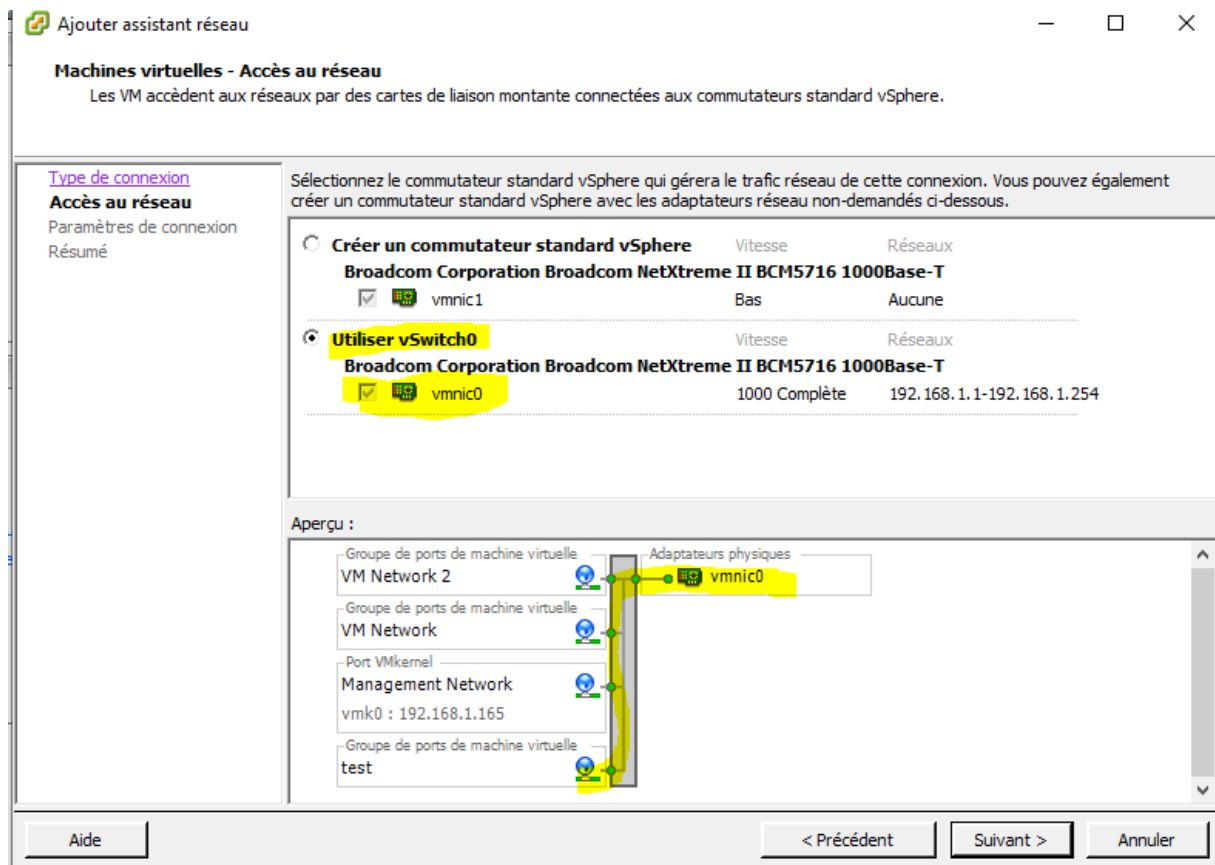 Ajouter assistant réseau
Machines virtuelles - Accès au réseau
Les VM accèdent aux réseaux par des cartes de liaison montante connectées aux commutateurs standard vSphere.
Type de connexion
Accès au réseau
Paramètres de connexion
Résumé
Sélectionnez le commutateur standard vSphere qui gérera le trafic réseau de cette connexion. Vous pouvez également
créer un commutateur standard vSphere avec les adaptateurs réseau non-demandés ci-dessous.
Créer un commutateur standard vSphere Vitesse Réseaux
Broadcom Corporation Broadcom NetXtreme II BCM5716 1000Base-T
vmnic1 Bas Aucune
Utiliser vSwitch0 Vitesse Réseaux
Broadcom Corporation Broadcom NetXtreme II BCM5716 1000Base-T
vmnic0 1000 Complète 192.168.1.1-192.168.1.254
Aperçu :
Groupe de ports de machine virtuelle Adaptateurs physiques
VM Network 2 vmnic0
Groupe de ports de machine virtuelle
VM Network
Port VMkernel
Management Network
vmk0 : 192.168.1.165
Groupe de ports de machine virtuelle
test
Aide < Précédent Suivant > Annuler